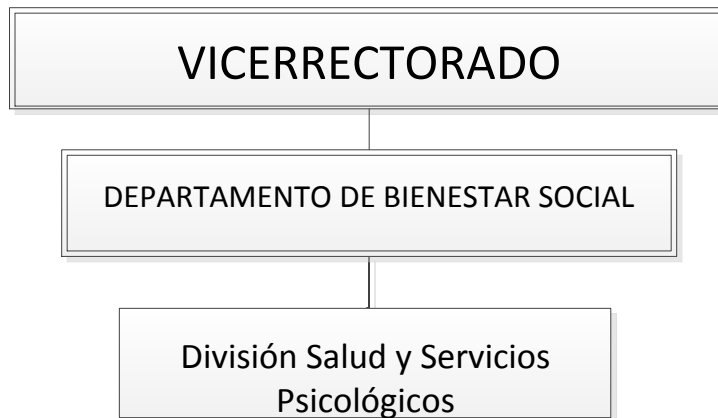 VICERRECTORADO
DEPARTAMENTO DE BIENESTAR SOCIAL
División Salud y Servicios
Psicológicos